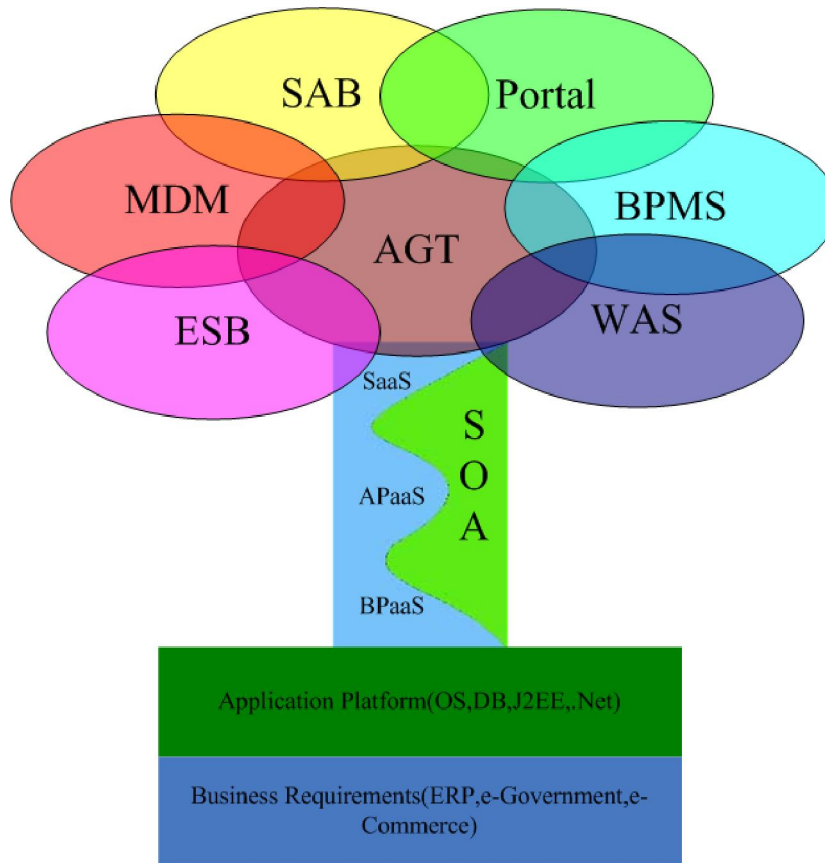 SAB
Portal
MDM
BPMS
AGT
ESB
WAS
SaaS
S
O
A
APaaS
BPaaS
Application Platform(OS,DB,J2EE,.Net)
Business Requirements(ERP,e-Government,e-
Commerce)